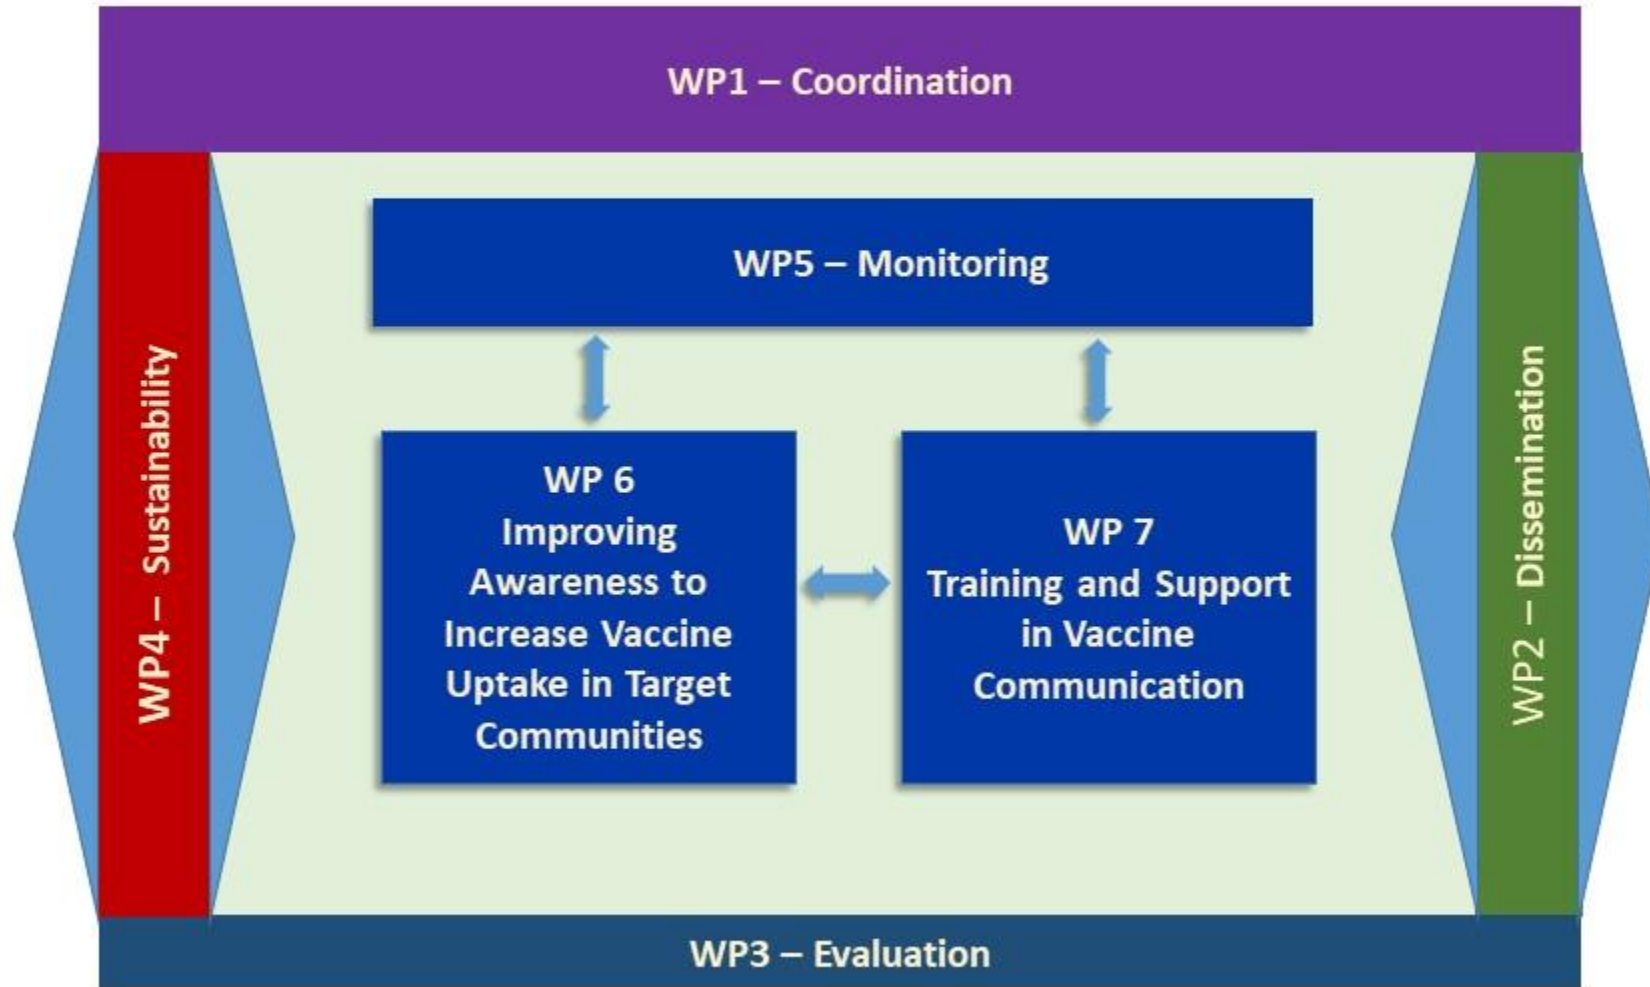 WP1 – Coordination
WP4 – Sustainability
WP5 – Monitoring
WP 6
Improving
Awareness to
Increase Vaccine
Uptake in Target
Communities
WP 7
Training and Support
in Vaccine
Communication
WP2 – Dissemination
WP3 – Evaluation